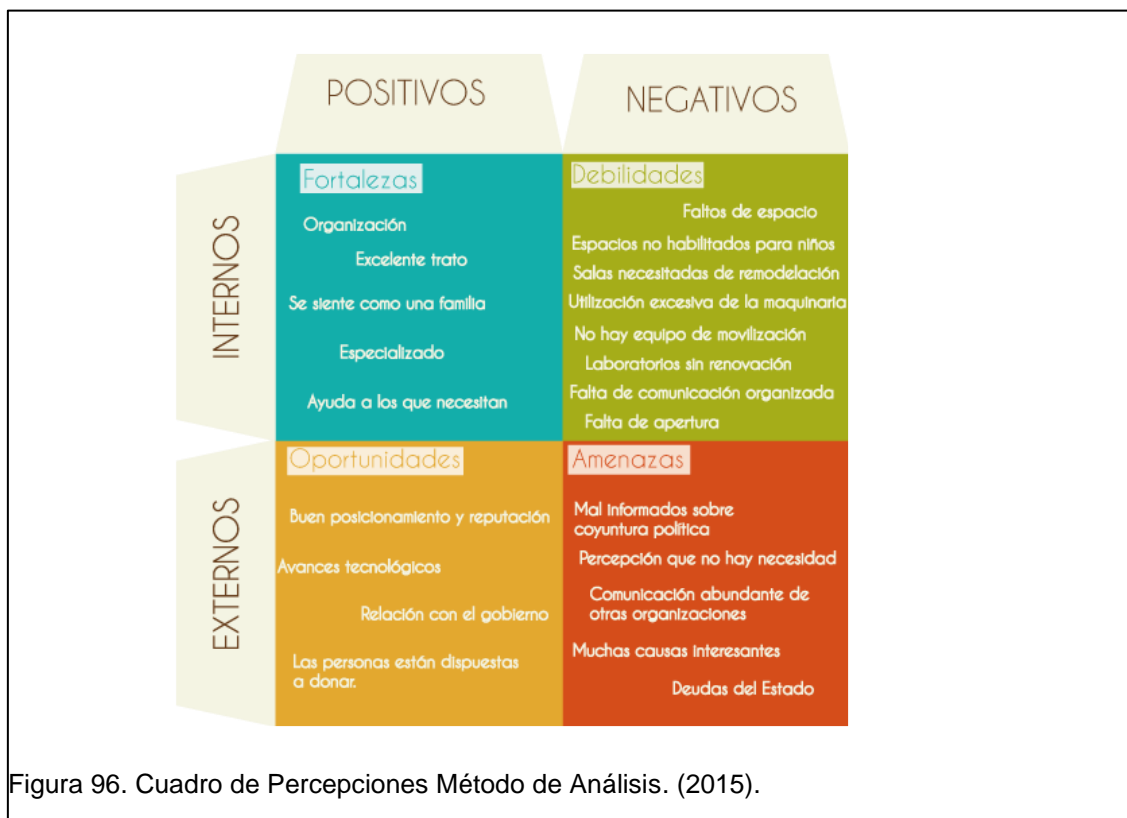 POSITIVOS
NEGATIVOS
INTERNOS
Fortalezas
Organización
Excelente trato
Se siente como una familia
Especializado
Ayuda a los que necesitan
Debilidades
Faltos de espacio
Espacios no habilitados para niños
Salas necesitadas de remodelación
Utilización excesiva de la maquinaria
No hay equipo de movilización
Laboratorios sin renovación
Falta de comunicación organizada
Falta de apertura
EXTERNOS
Oportunidades
Buen posicionamiento y reputación
Avances tecnológicos
Relación con el gobierno
Las personas están dispuestas
a donar.
Amenazas
Mal informados sobre
coyuntura política
Percepción que no hay necesidad
Comunicación abundante de
otras organizaciones
Muchas causas interesantes
Deudas del Estado
Figura 96. Cuadro de Percepciones Método de Análisis. (2015).